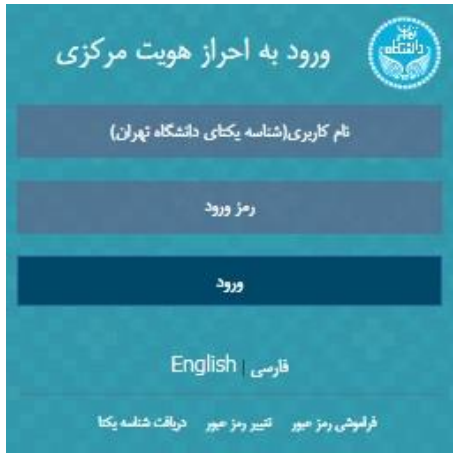 ورود به احراز هویت مرکزی
نام کاربری(شناسه یکتای دانشگاه تهران)
رمز ورود
ورود
فارسی | English
فراموشی رمز عبور تغییر رمز عبور دریافت شناسه یکتا